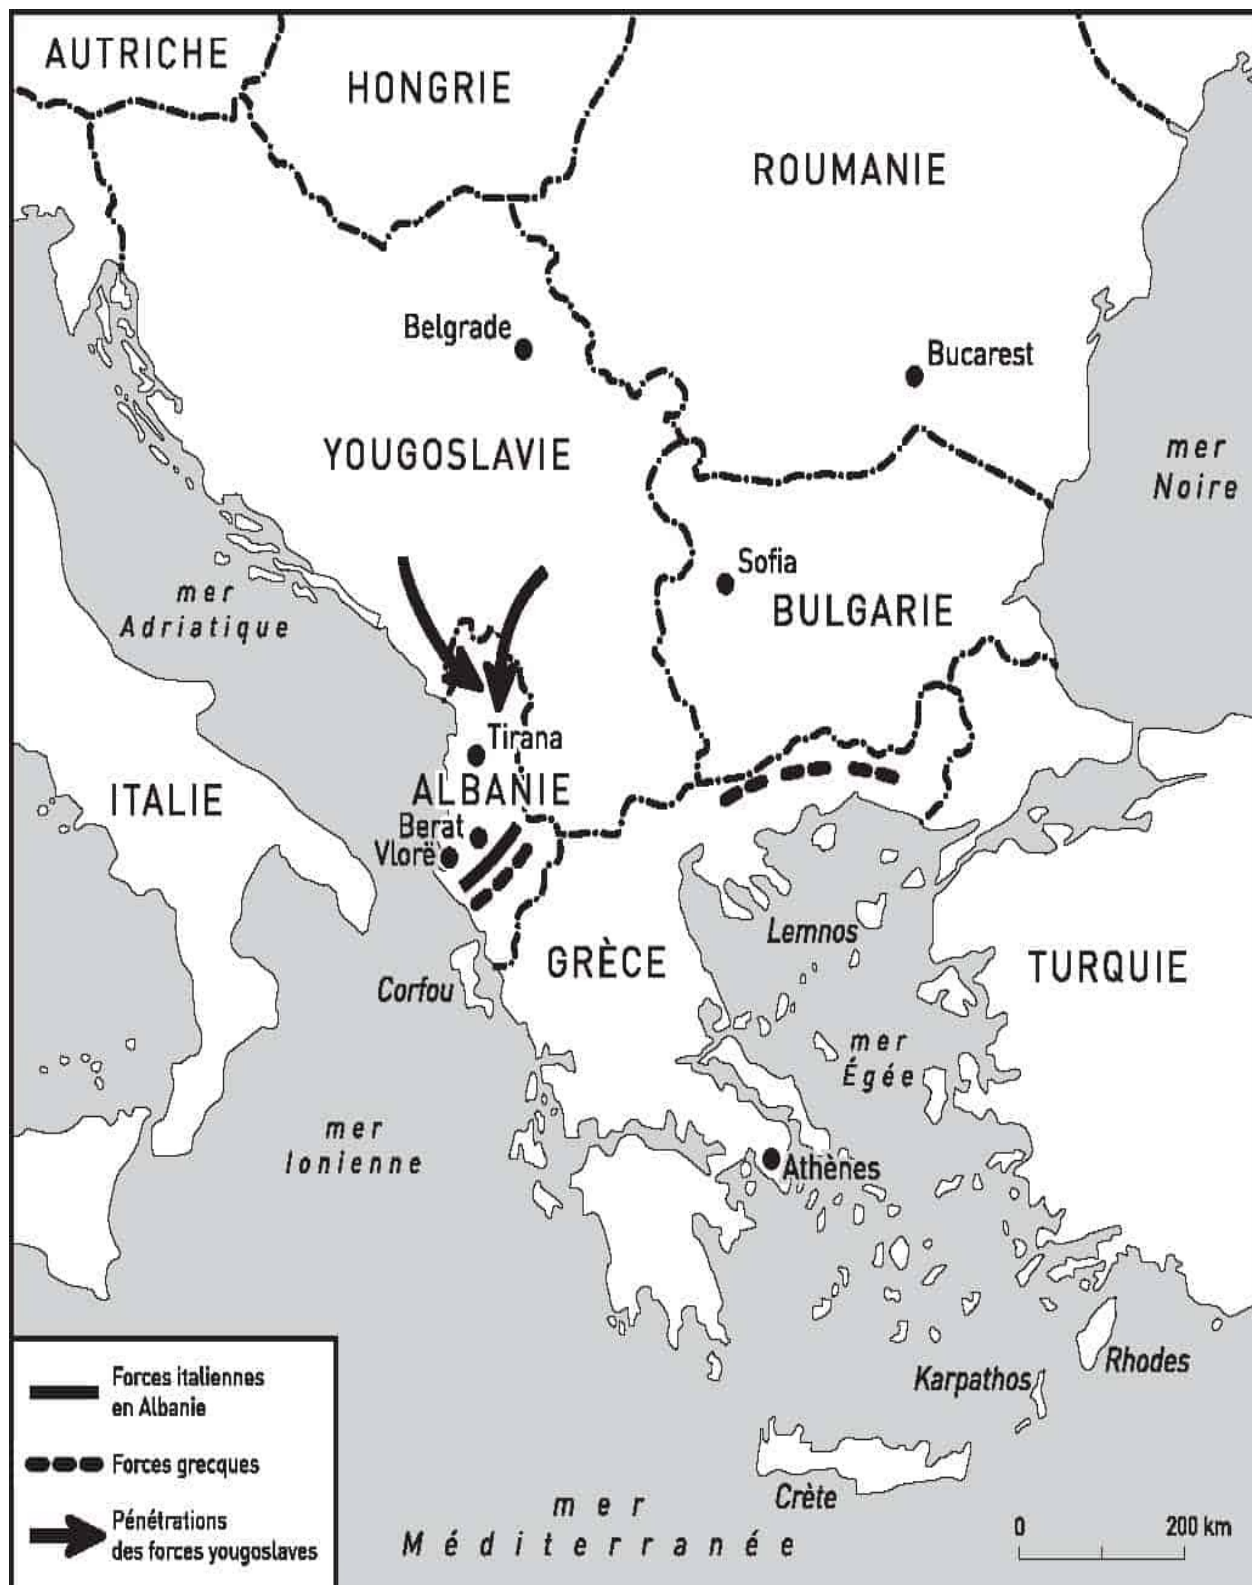 AUTRICHE
HONGRIE
ROUMANIE
Belgrade
Bucarest
YOUGOSLAVIE
mer
Noire
Sofia
BULGARIE
mer
Adriatique
Tirana
ITALIE
ALBANIE
Berat
Vlorë
Lemnos
GRÈCE
TURQUIE
Corfou
mer
Égée
mer
Ionienne
Athènes
Rhodes
Karpathos
Crète
mer
Méditerranée
0 200 km
Forces italiennes
en Albanie
Forces grecques
Pénétrations
des forces yougoslaves